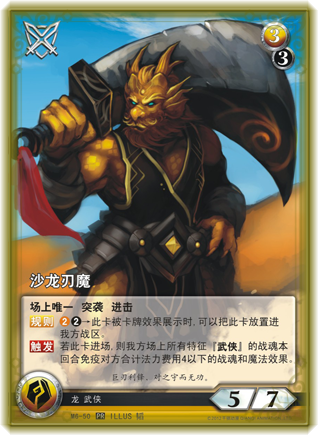 3
3
沙龙刃魔
场上唯一 突袭 进击
规则 2 2→此卡被卡牌效果展示时,可以把此卡放置进
我方战区。
触发 若此卡进场,则我方场上所有特征『武侠』的战魂本
回合免疫对方合计法力费用4以下的战魂和魔法效果。
巨刃利锋,对之守而无功。
龙 武侠
5 7
M6-50 PR ILLUS 韬